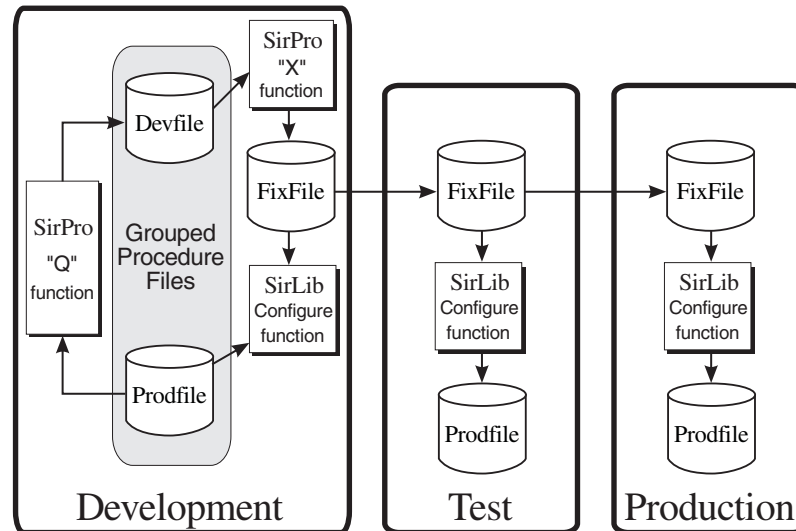 SirPro
"X"
function
Devfile
SirPro
"Q"
function
Grouped
Procedure
Files
FixFile
SirLib
Configure
function
Prodfile
Development
FixFile
SirLib
Configure
function
Prodfile
Test
FixFile
SirLib
Configure
function
Prodfile
Production